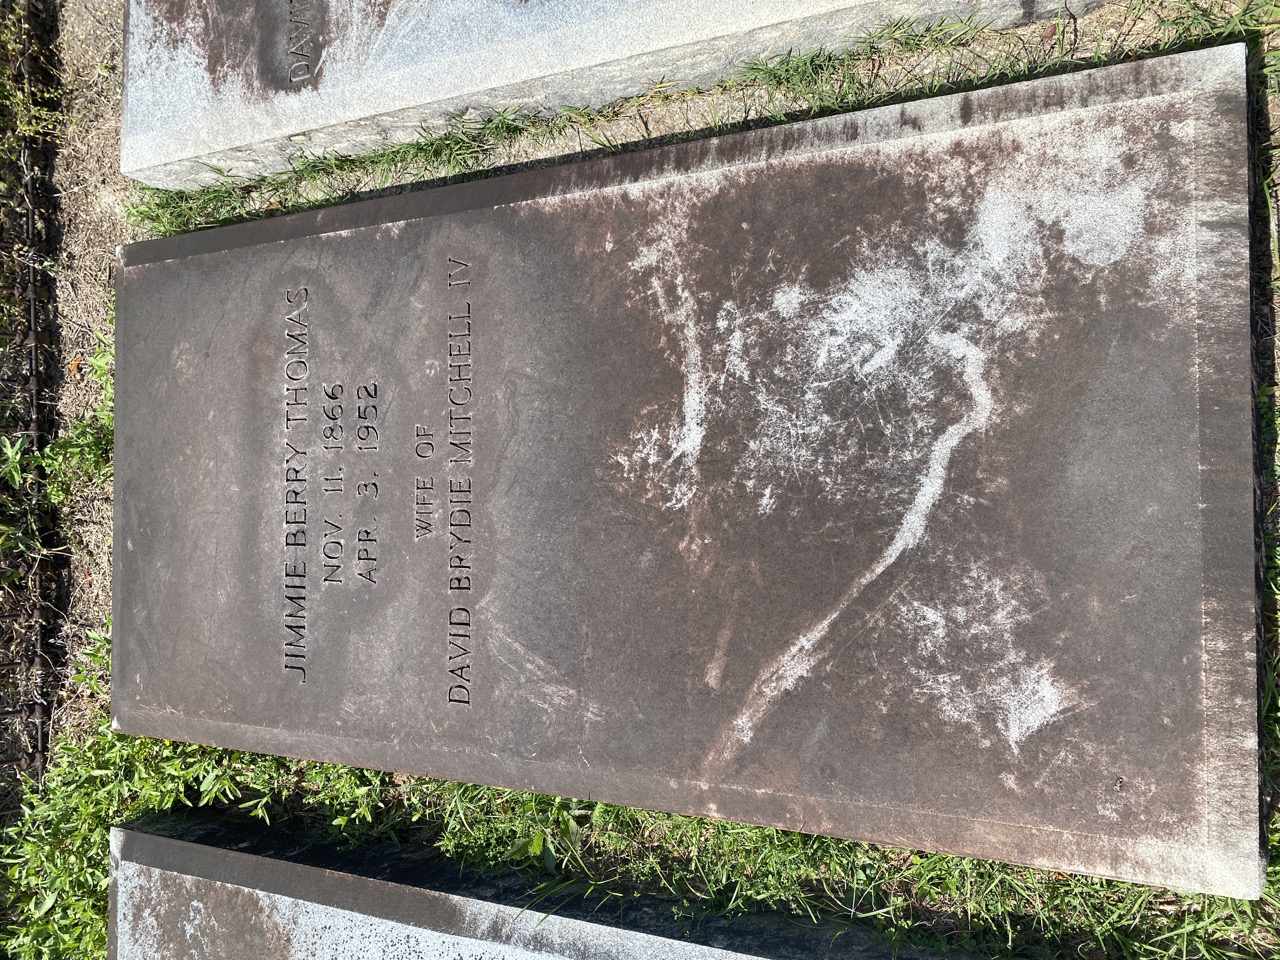 JIMMIE BERRY THOMAS
NOV. 11, 1866
APR. 3, 1952
WIFE OF
DAVID BRYDIE MITCHELL IV